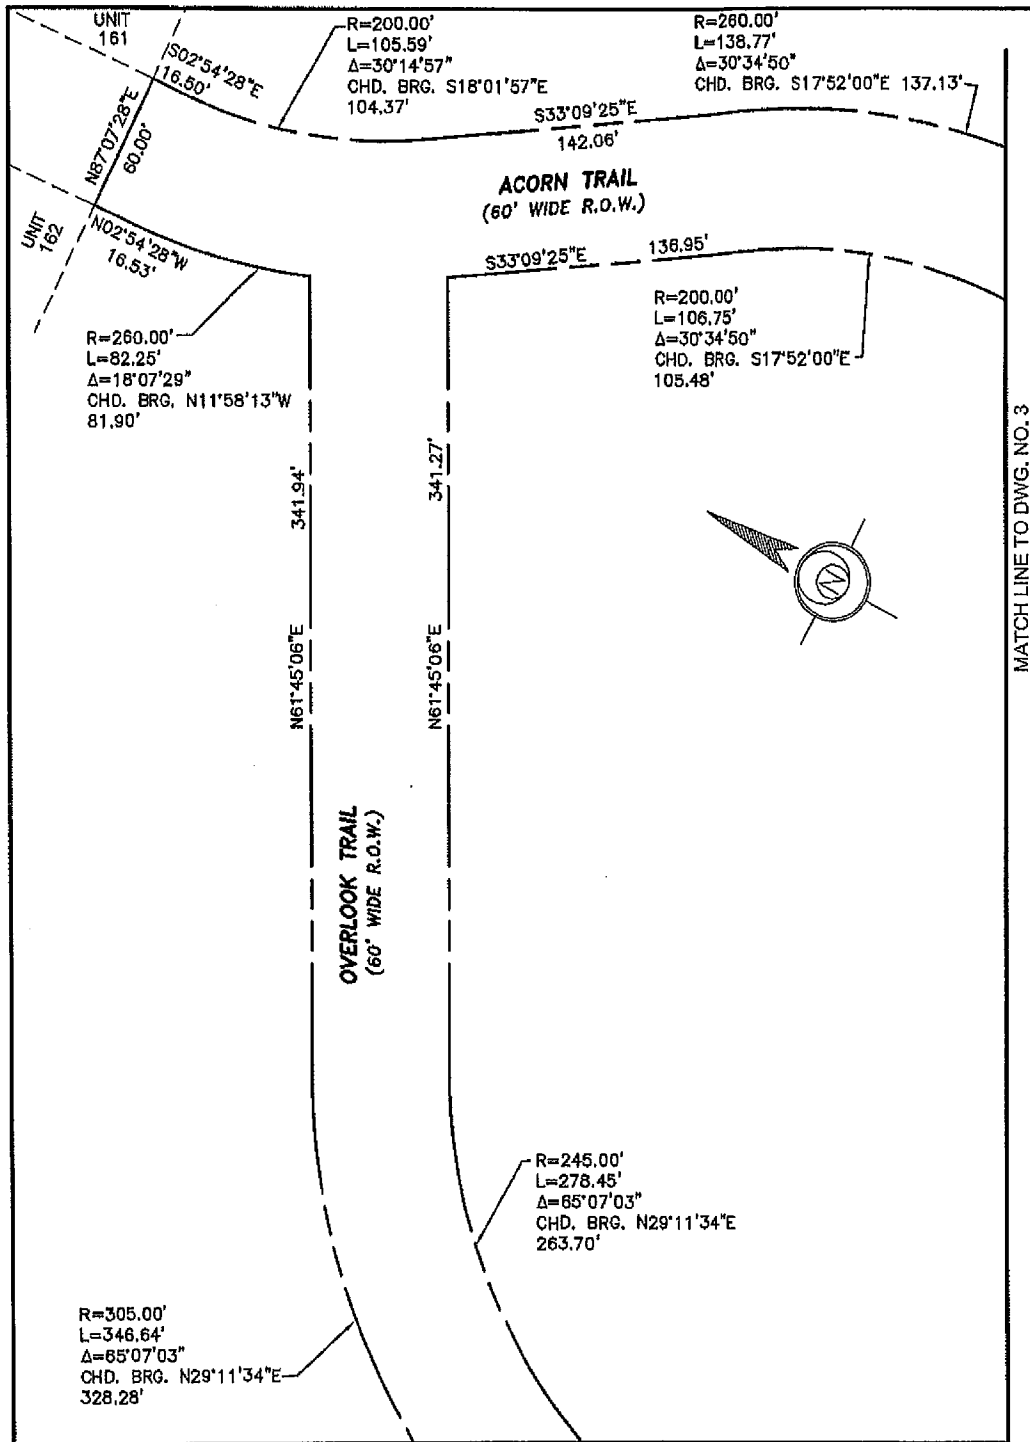 UNIT
161
S02°54'28"E
16.50'
N87°07'28"E
60.00'
UNIT
162
N02°54'28"W
16.53'
R=200.00'
L=105.59'
Δ=30°14'57"
CHD. BRG. S18°01'57"E
104.37'
R=260.00'
L=138.77'
Δ=30°34'50"
CHD. BRG. S17°52'00"E 137.13'
S33°09'25"E
142.06'
ACORN TRAIL
(60' WIDE R.O.W.)
S33°09'25"E
136.95'
R=260.00'
L=82.25'
Δ=18°07'29"
CHD. BRG. N11°58'13"W
81.90'
R=200.00'
L=106.75'
Δ=30°34'50"
CHD. BRG. S17°52'00"E
105.48'
341.94'
N61°45'06"E
341.27'
N61°45'06"E
N
MATCH LINE TO DWG. NO. 3
OVERLOOK TRAIL
(60' WIDE R.O.W.)
R=245.00'
L=278.45'
Δ=65°07'03"
CHD. BRG. N29°11'34"E
263.70'
R=305.00'
L=346.64'
Δ=65°07'03"
CHD. BRG. N29°11'34"E
328.28'